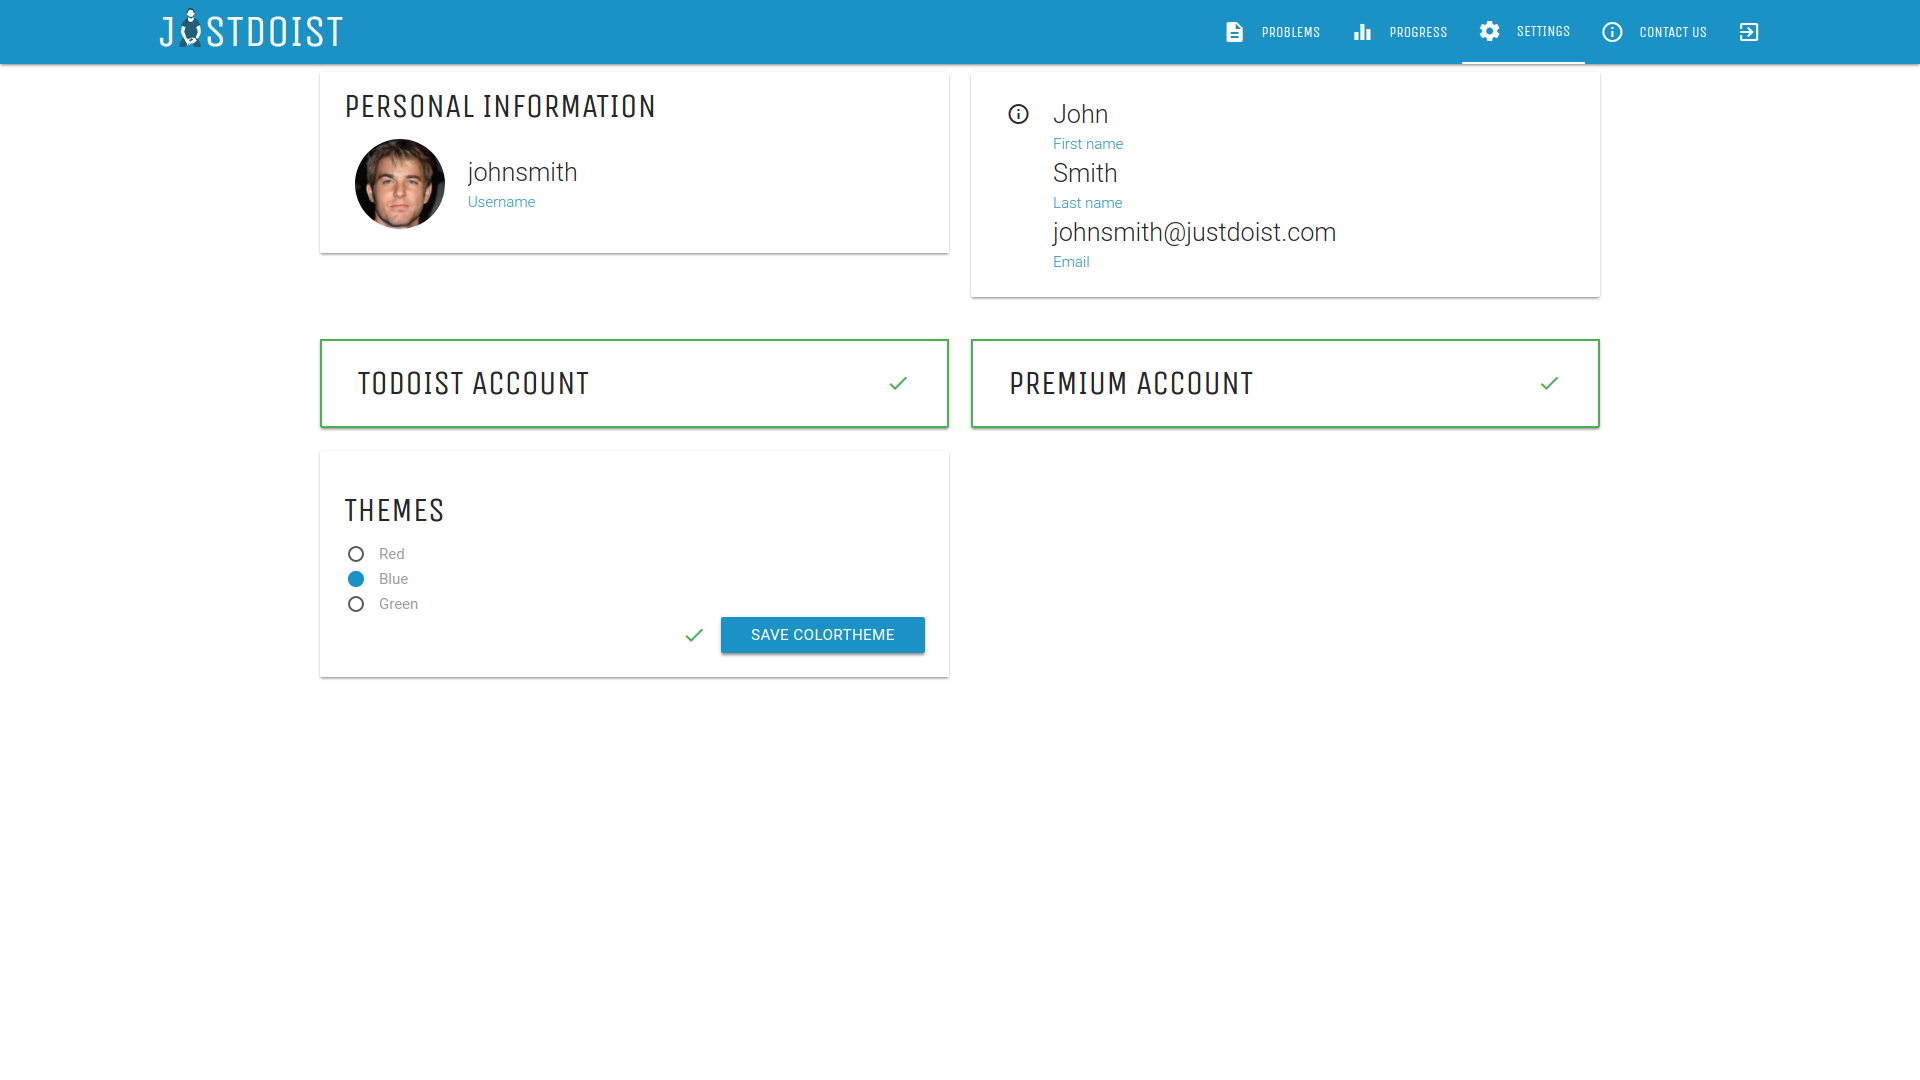 JUSTDOIST
PROBLEMS
PROGRESS
SETTINGS
CONTACT US
PERSONAL INFORMATION
johnsmith
Username
John
First name
Smith
Last name
johnsmith@justdoist.com
Email
TODOIST ACCOUNT
PREMIUM ACCOUNT
THEMES
Red
Blue
Green
SAVE COLORTHEME